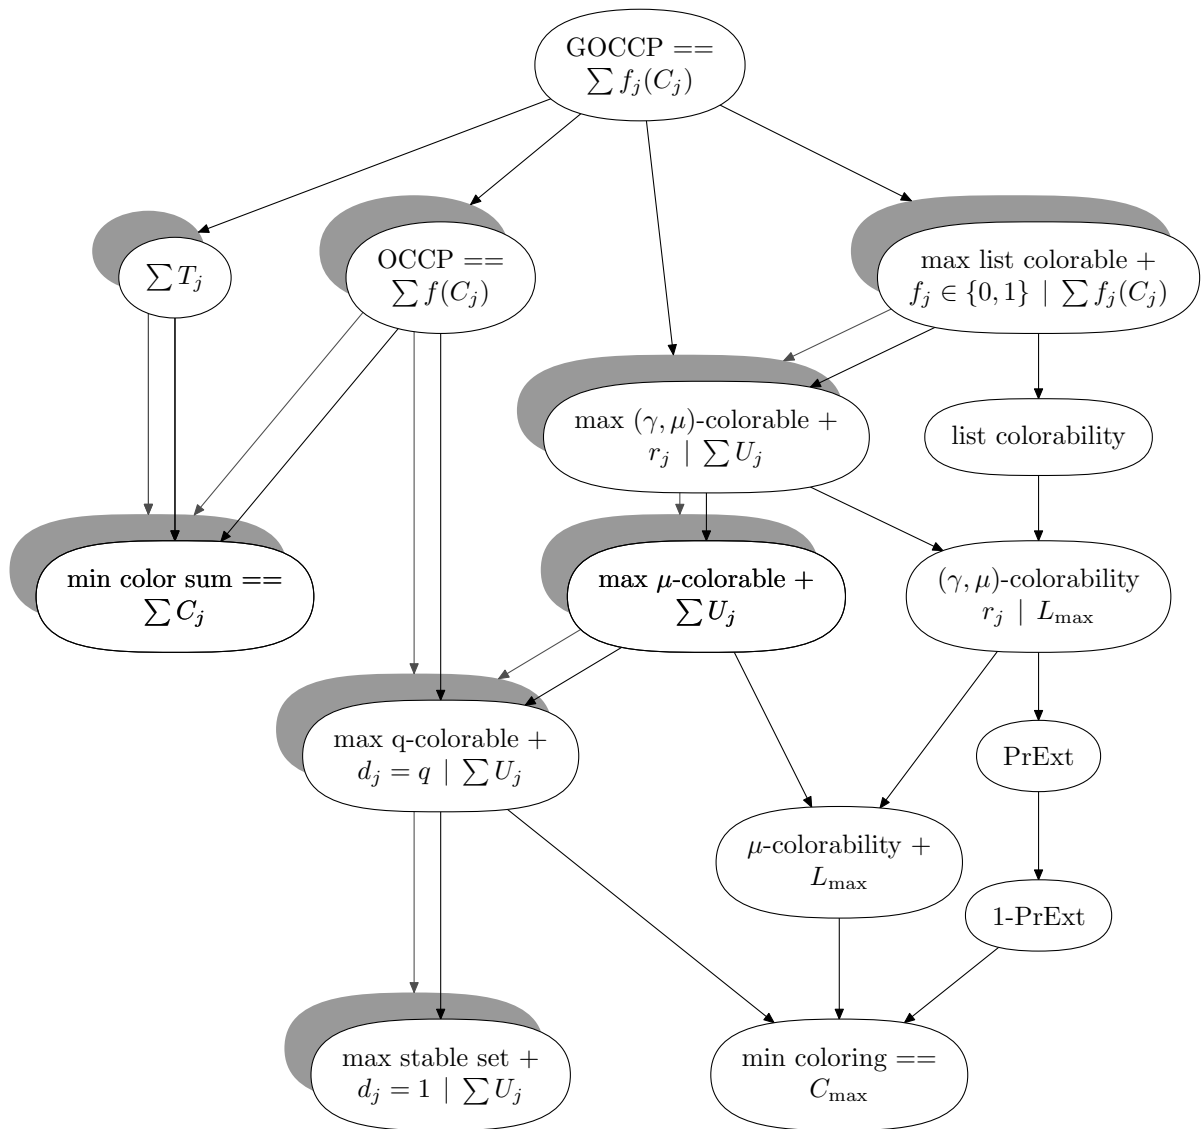 GOCCP ==
∑ f_j(C_j)
∑ T_j
OCCP ==
∑ f(C_j)
max list colorable +
f_j ∈ {0, 1} | ∑ f_j(C_j)
max (γ, μ)-colorable +
r_j | ∑ U_j
list colorability
min color sum ==
∑ C_j
max μ-colorable +
∑ U_j
(γ, μ)-colorability
r_j | L_max
max q-colorable +
d_j = q | ∑ U_j
PrExt
μ-colorability +
L_max
1-PrExt
max stable set +
d_j = 1 | ∑ U_j
min coloring ==
C_max